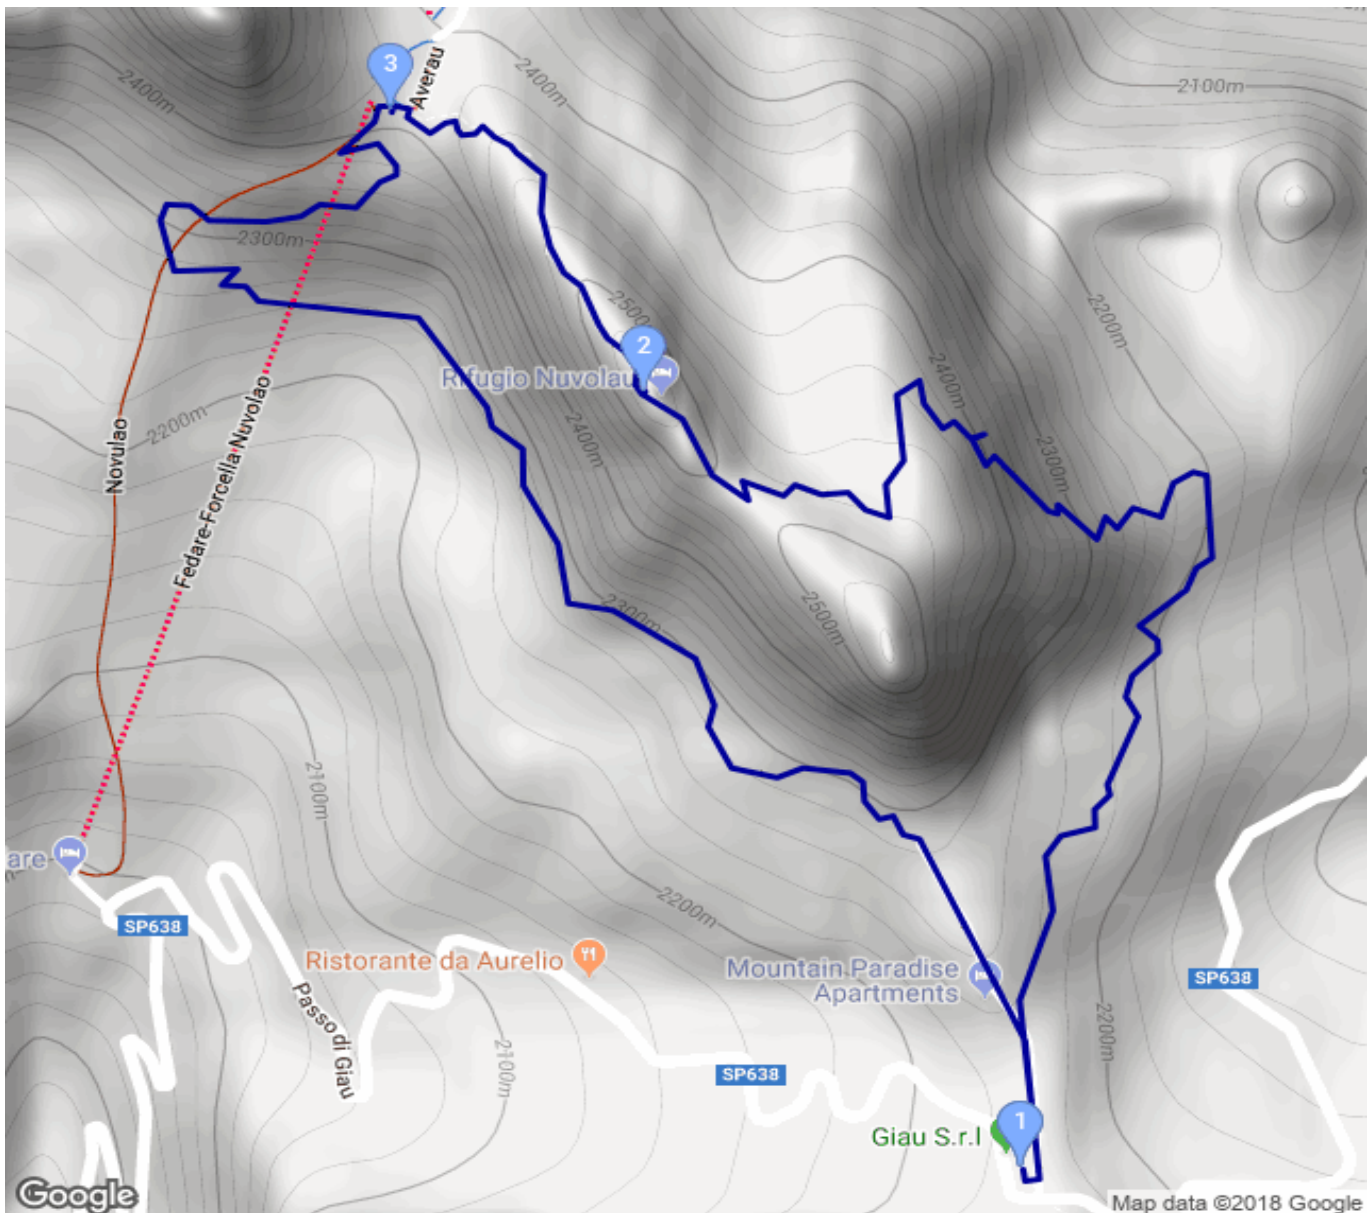 3
Averau
2400m
2400m
2100m
2300m
2200m
2500
2
Rifugio Nuvolau
2400m
2400m
2300m
2200m
Novulao
Fedare-Forcella Nuvolao
2300m
2500m
2100m
are
SP638
2200m
Ristorante da Aurelio
Mountain Paradise
Apartments
SP638
Passo di Giau
2100m
SP638
2200m
1
Giau S.r.l
Google
Map data ©2018 Google